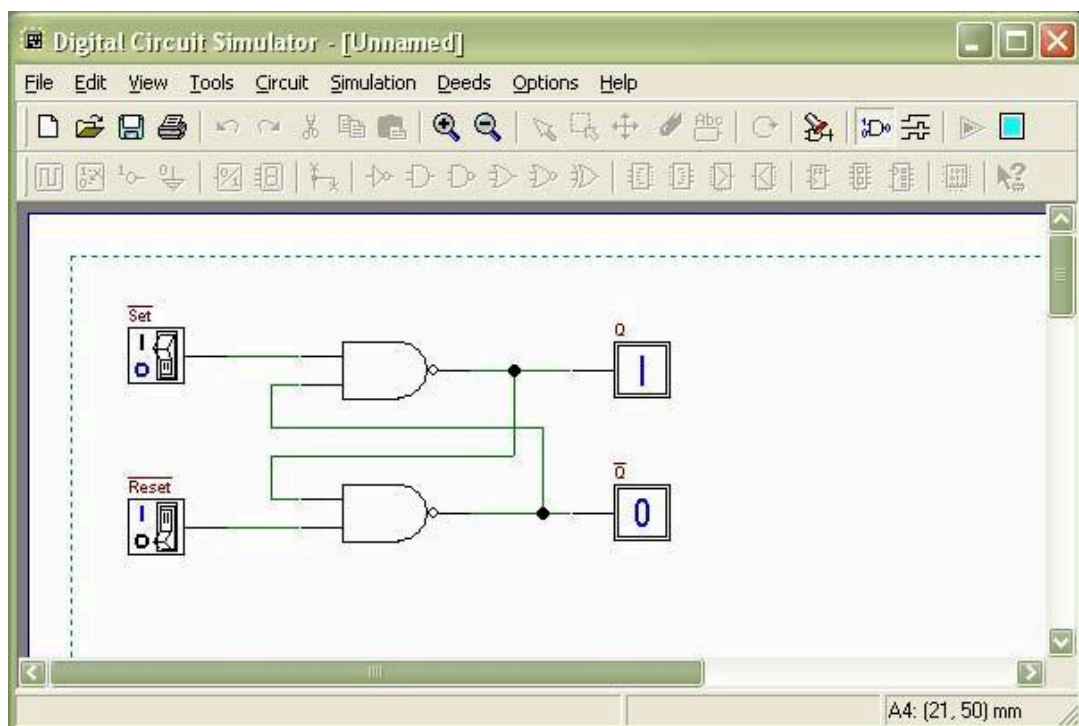 Digital Circuit Simulator - [Unnamed]
File Edit View Tools Circuit Simulation Deeds Options Help
Abc
Set
I
O
Q
I
Reset
I
O
Q
0
A4: (21, 50) mm